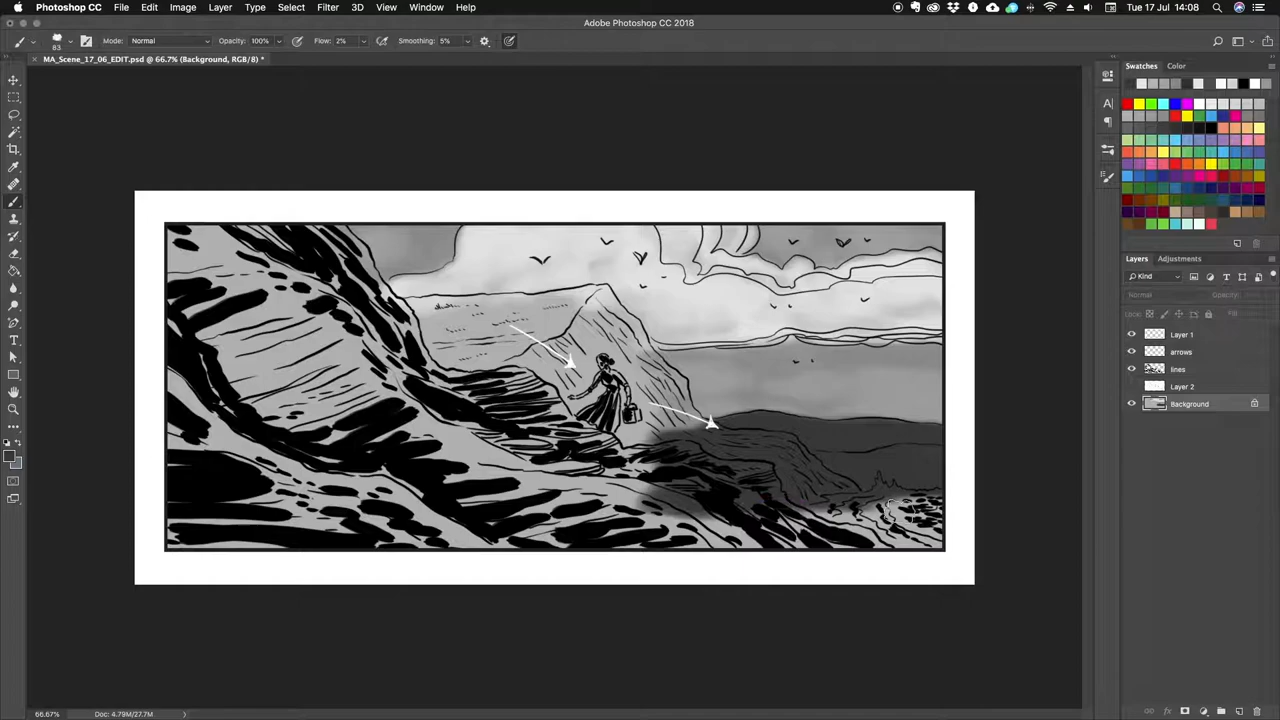 Photoshop CC File Edit Image Layer Type Select Filter 3D View Window Help Tue 17 Jul 14:08
Adobe Photoshop CC 2018
83 Mode: Normal Opacity: 100% Flow: 2% Smoothing: 5%
MA_Scene_17_06_EDIT.psd @ 66.7% (Background, RGB/8) *
Swatches Color
Layers Adjustments
Kind
Normal Opacity:
Lock: Fill:
Layer 1
arrows
lines
Layer 2
Background
66.67% Doc: 4.79M/27.7M